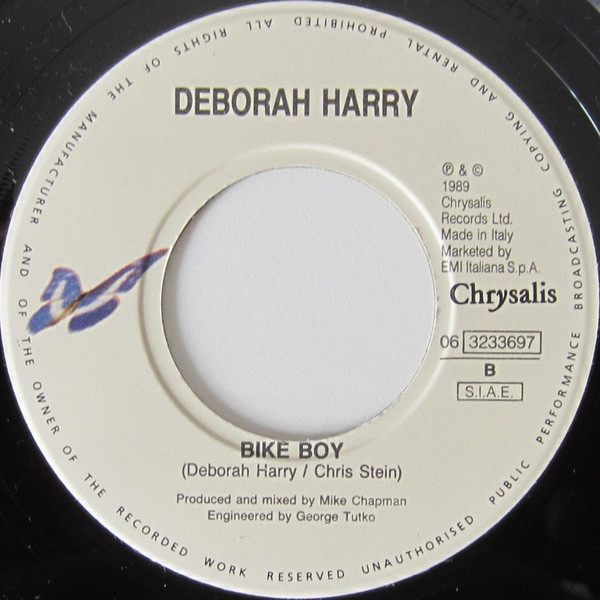 DEBORAH HARRY
℗ & ©
1989
Chrysalis
Records Ltd.
Made in Italy
Marketed by
EMI Italiana S.p.A.
Chrysalis
06 3233697
B
S.I.A.E.
BIKE BOY
(Deborah Harry / Chris Stein)
Produced and mixed by Mike Chapman
Engineered by George Tutko
ALL RIGHTS OF THE MANUFACTURER AND OF THE OWNER OF THE RECORDED WORK RESERVED UNAUTHORISED PUBLIC PERFORMANCE BROADCASTING COPYING AND RENTAL PROHIBITED